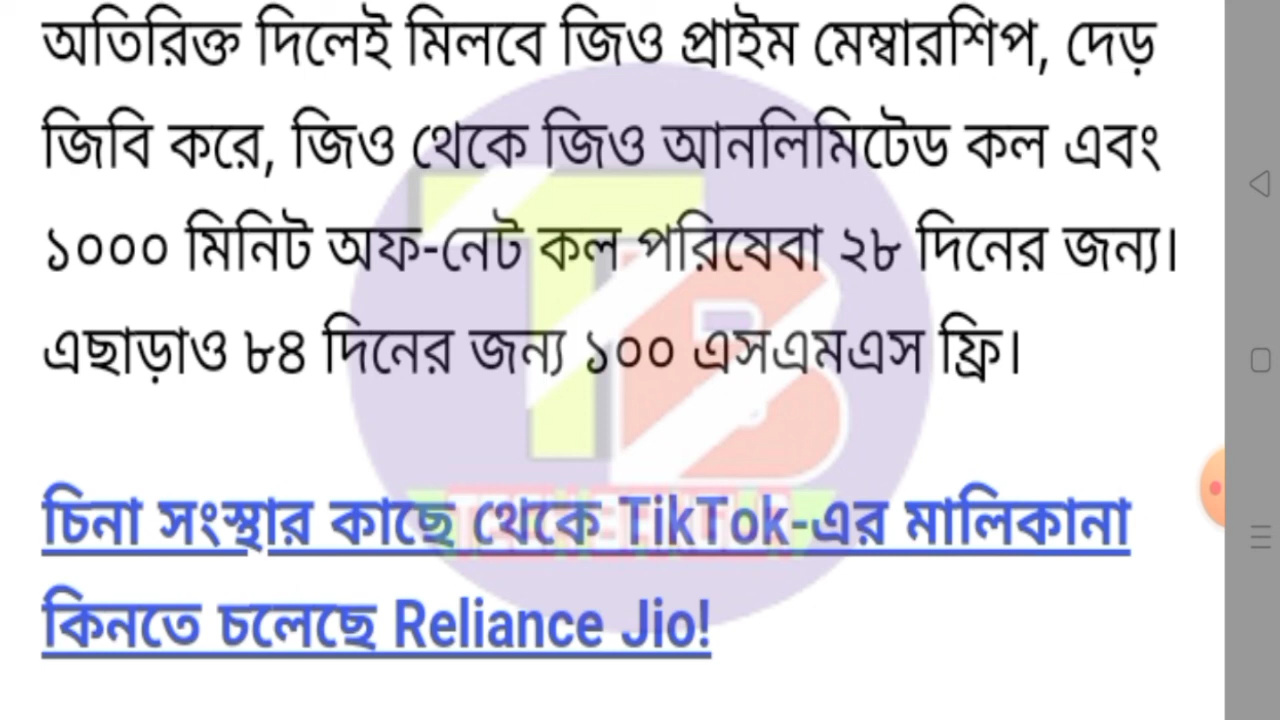 অতিরিক্ত দিলেই মিলবে জিও প্রাইম মেম্বারশিপ, দেড়
জিবি করে, জিও থেকে জিও আনলিমিটেড কল এবং
১০০০ মিনিট অফ-নেট কল পরিষেবা ২৮ দিনের জন্য।
এছাড়াও ৮৪ দিনের জন্য ১০০ এসএমএস ফ্রি।
চিনা সংস্থার কাছে থেকে TikTok-এর মালিকানা
কিনতে চলেছে Reliance Jio!
TB